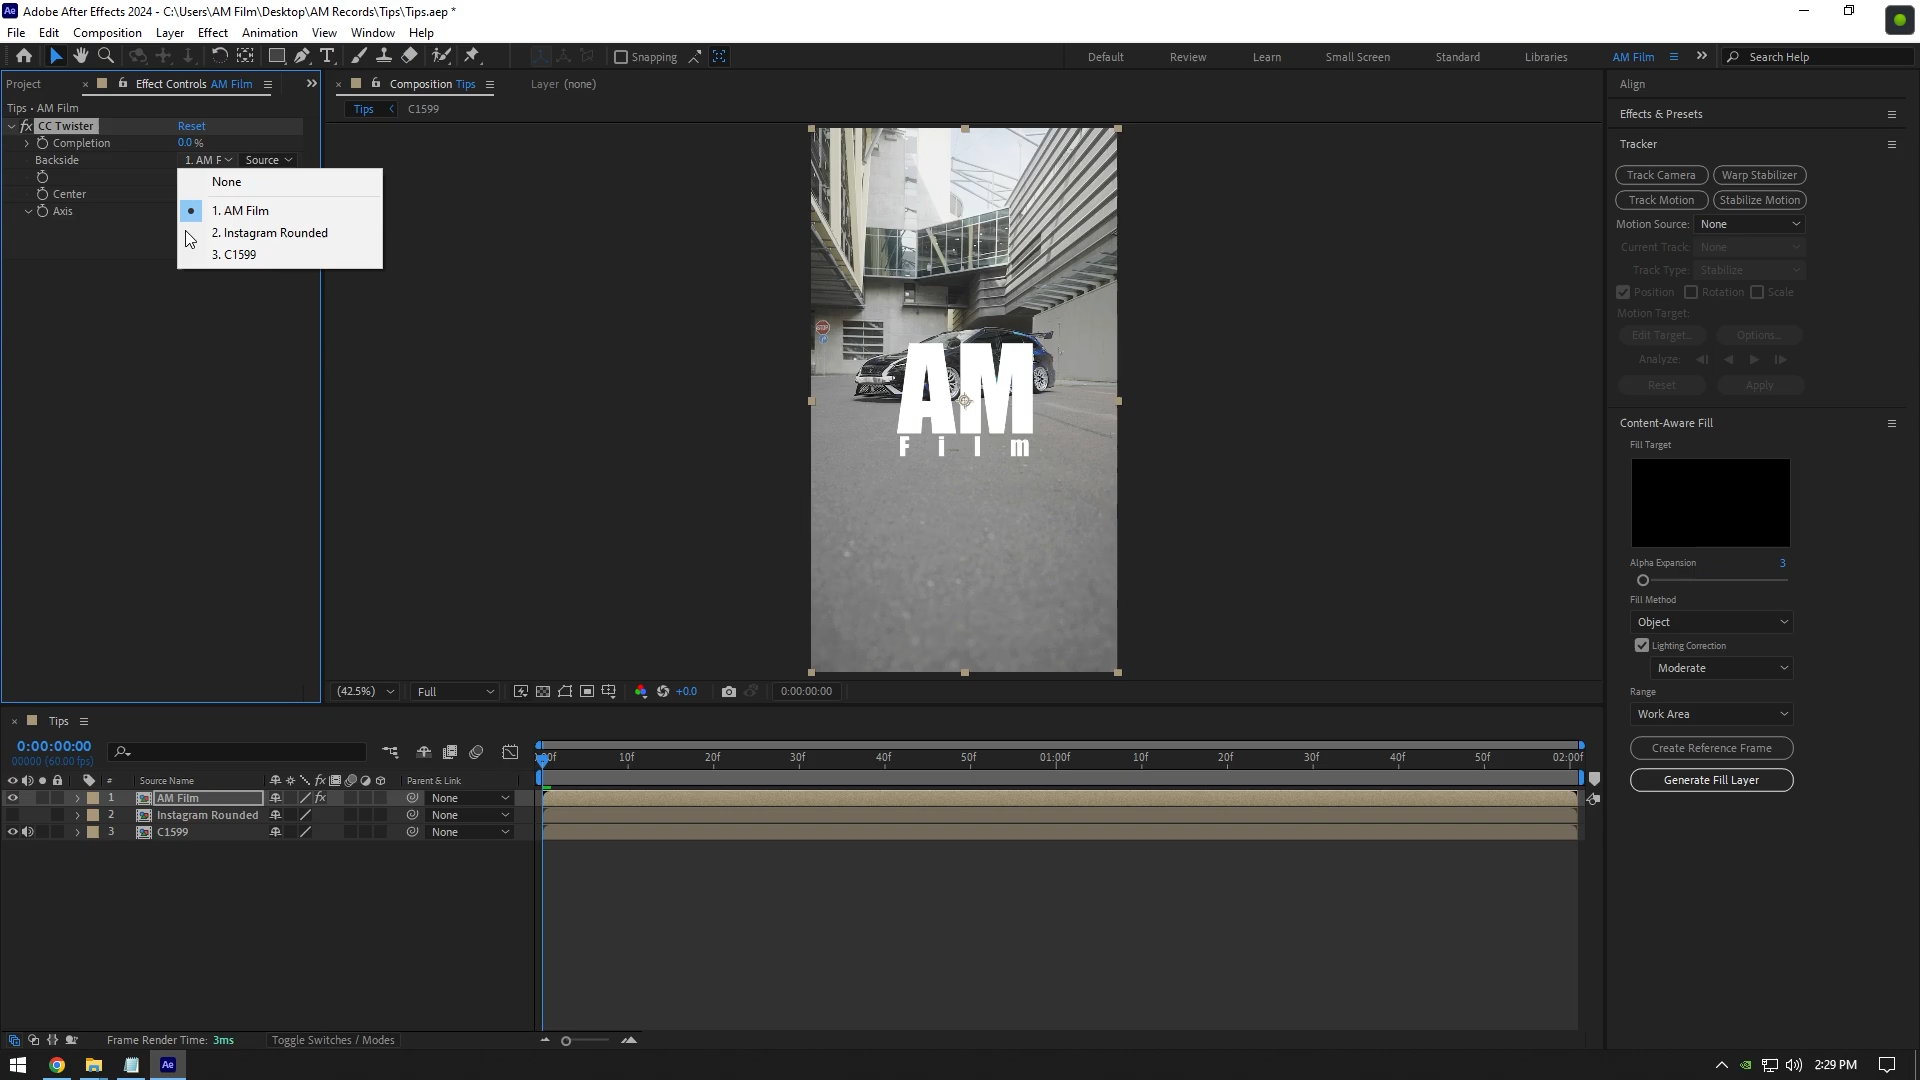 Adobe After Effects 2024 - C:\Users\AM Film\Desktop\AM Records\Tips\Tips.aep *
File Edit Composition Layer Effect Animation View Window Help
Snapping Default Review Learn Small Screen Standard Libraries AM Film Search Help
Project Effect Controls AM Film Composition Tips Layer (none) Align
Tips C1599
Tips • AM Film
fx CC Twister Reset
Completion 0.0 %
Backside 1. AM F Source
Center
Axis
None
1. AM Film
2. Instagram Rounded
3. C1599
STOP
AM
Film
Effects & Presets
Tracker
Track Camera Warp Stabilizer
Track Motion Stabilize Motion
Motion Source: None
Current Track: None
Track Type: Stabilize
Position Rotation Scale
Motion Target:
Edit Target... Options...
Analyze:
Reset Apply
Content-Aware Fill
Fill Target
Alpha Expansion 3
Fill Method
Object
Lighting Correction
Moderate
Range
Work Area
Create Reference Frame
Generate Fill Layer
(42.5%) Full +0.0 0:00:00:00
Tips
0:00:00:00
00000 (60.00 fps)
:00f 10f 20f 30f 40f 50f 01:00f 10f 20f 30f 40f 50f 02:00f
# Source Name fx Parent & Link
1 AM Film fx None
2 Instagram Rounded None
3 C1599 None
Frame Render Time: 3ms Toggle Switches / Modes
Ae 2:29 PM